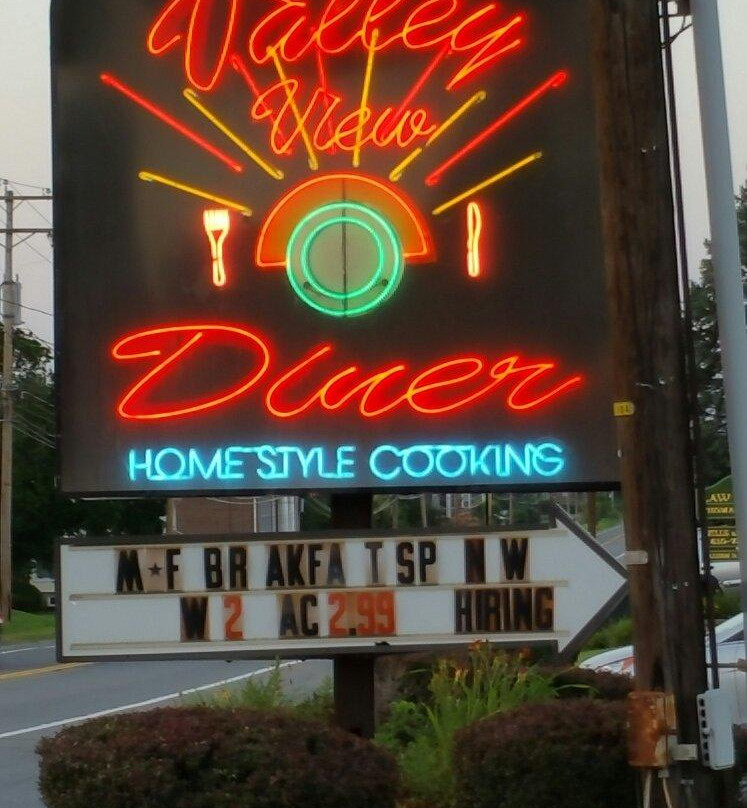 Valley
View
Diner
HOMESTYLE COOKING
M★F BR AKFA T SP N W
W 2 AC 2.99 HIRING